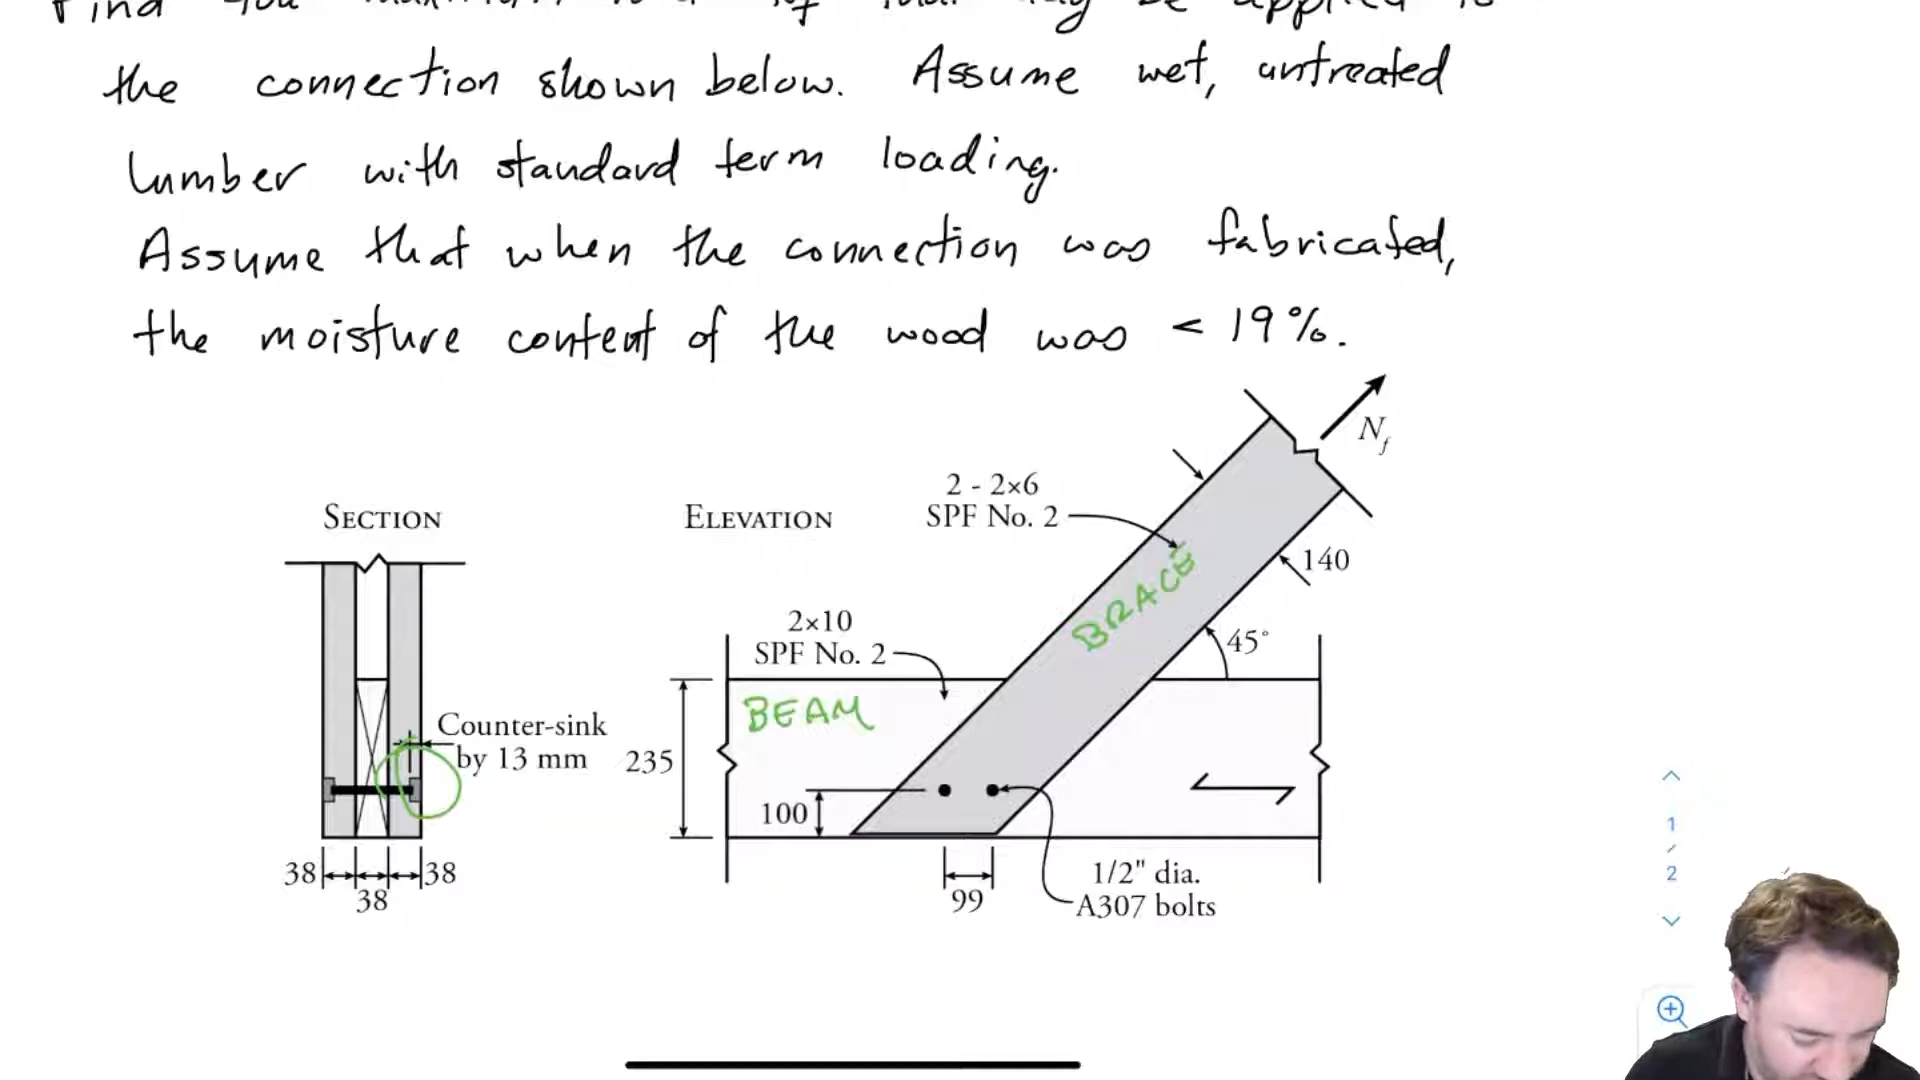 the connection shown below. Assume wet, untreated
lumber with standard term loading.
Assume that when the connection was fabricated,
the moisture content of the wood was < 19%.
N_f
2 - 2×6
SPF No. 2
SECTION
ELEVATION
BRACE
140
2×10
SPF No. 2
45°
BEAM
Counter-sink
by 13 mm
235
100
38
38
38
99
1/2" dia.
A307 bolts
1
/
2